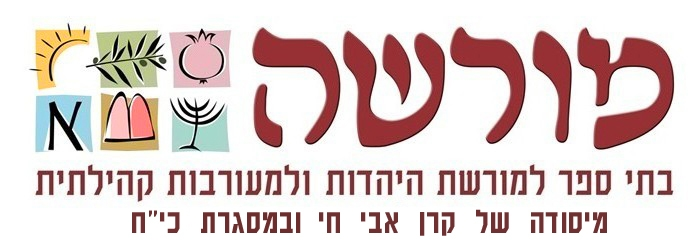 מורשה
א
בתי ספר למורשת היהדות ולמעורבות קהילתית
מיסודה של קרן אבי חי ובמסגרת כי״ח